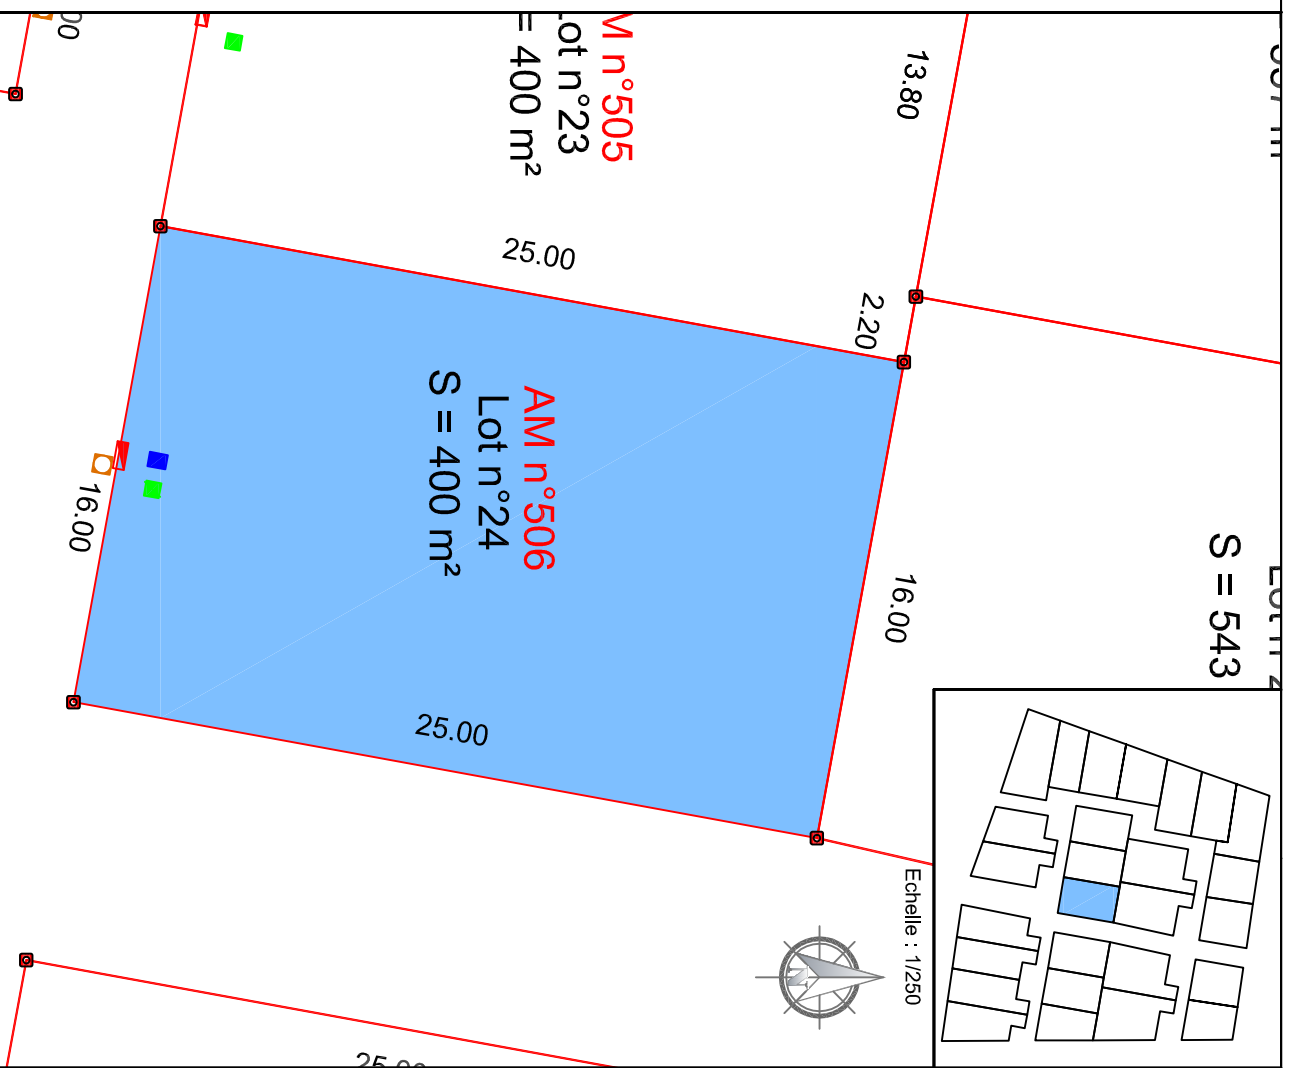 AM n°506
Lot n°24
S = 400 m²
M n°505
ot n°23
= 400 m²
13.80
25.00
2.20
16.00
16.00
25.00
S = 543
Echelle : 1/250
N